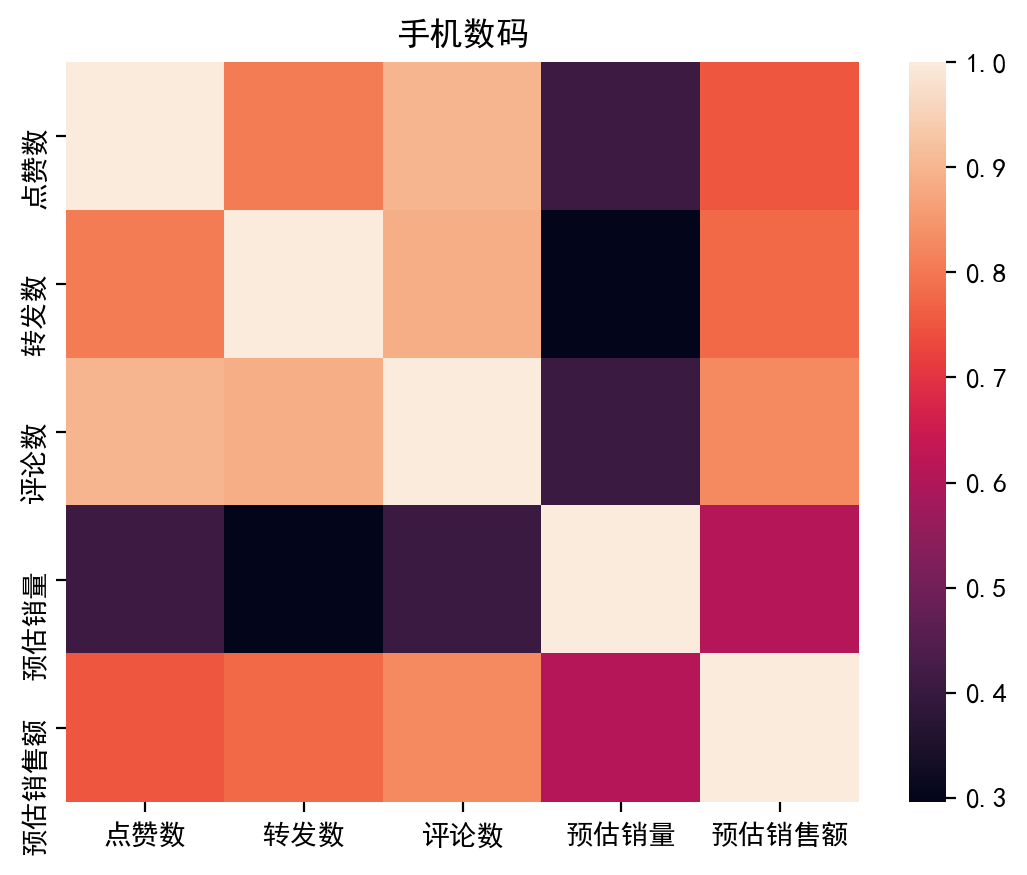 手机数码
点赞数
转发数
评论数
预估销量
预估销售额
点赞数
转发数
评论数
预估销量
预估销售额
1.0
0.9
0.8
0.7
0.6
0.5
0.4
0.3